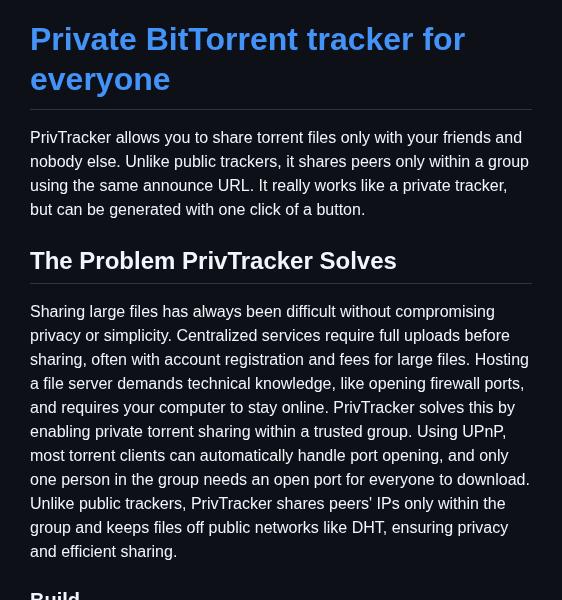 Private BitTorrent tracker for
everyone
PrivTracker allows you to share torrent files only with your friends and
nobody else. Unlike public trackers, it shares peers only within a group
using the same announce URL. It really works like a private tracker,
but can be generated with one click of a button.
The Problem PrivTracker Solves
Sharing large files has always been difficult without compromising
privacy or simplicity. Centralized services require full uploads before
sharing, often with account registration and fees for large files. Hosting
a file server demands technical knowledge, like opening firewall ports,
and requires your computer to stay online. PrivTracker solves this by
enabling private torrent sharing within a trusted group. Using UPnP,
most torrent clients can automatically handle port opening, and only
one person in the group needs an open port for everyone to download.
Unlike public trackers, PrivTracker shares peers' IPs only within the
group and keeps files off public networks like DHT, ensuring privacy
and efficient sharing.
Build